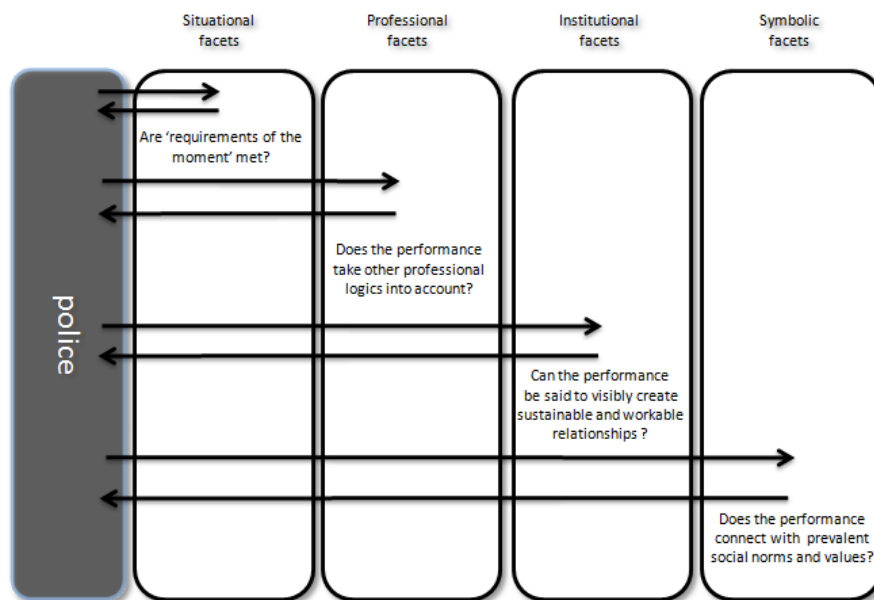 Situational
facets
Professional
facets
Institutional
facets
Symbolic
facets
police
Are ‘requirements of the
moment’ met?
Does the performance
take other professional
logics into account?
Can the performance
be said to visibly create
sustainable and workable
relationships ?
Does the performance
connect with prevalent
social norms and values?